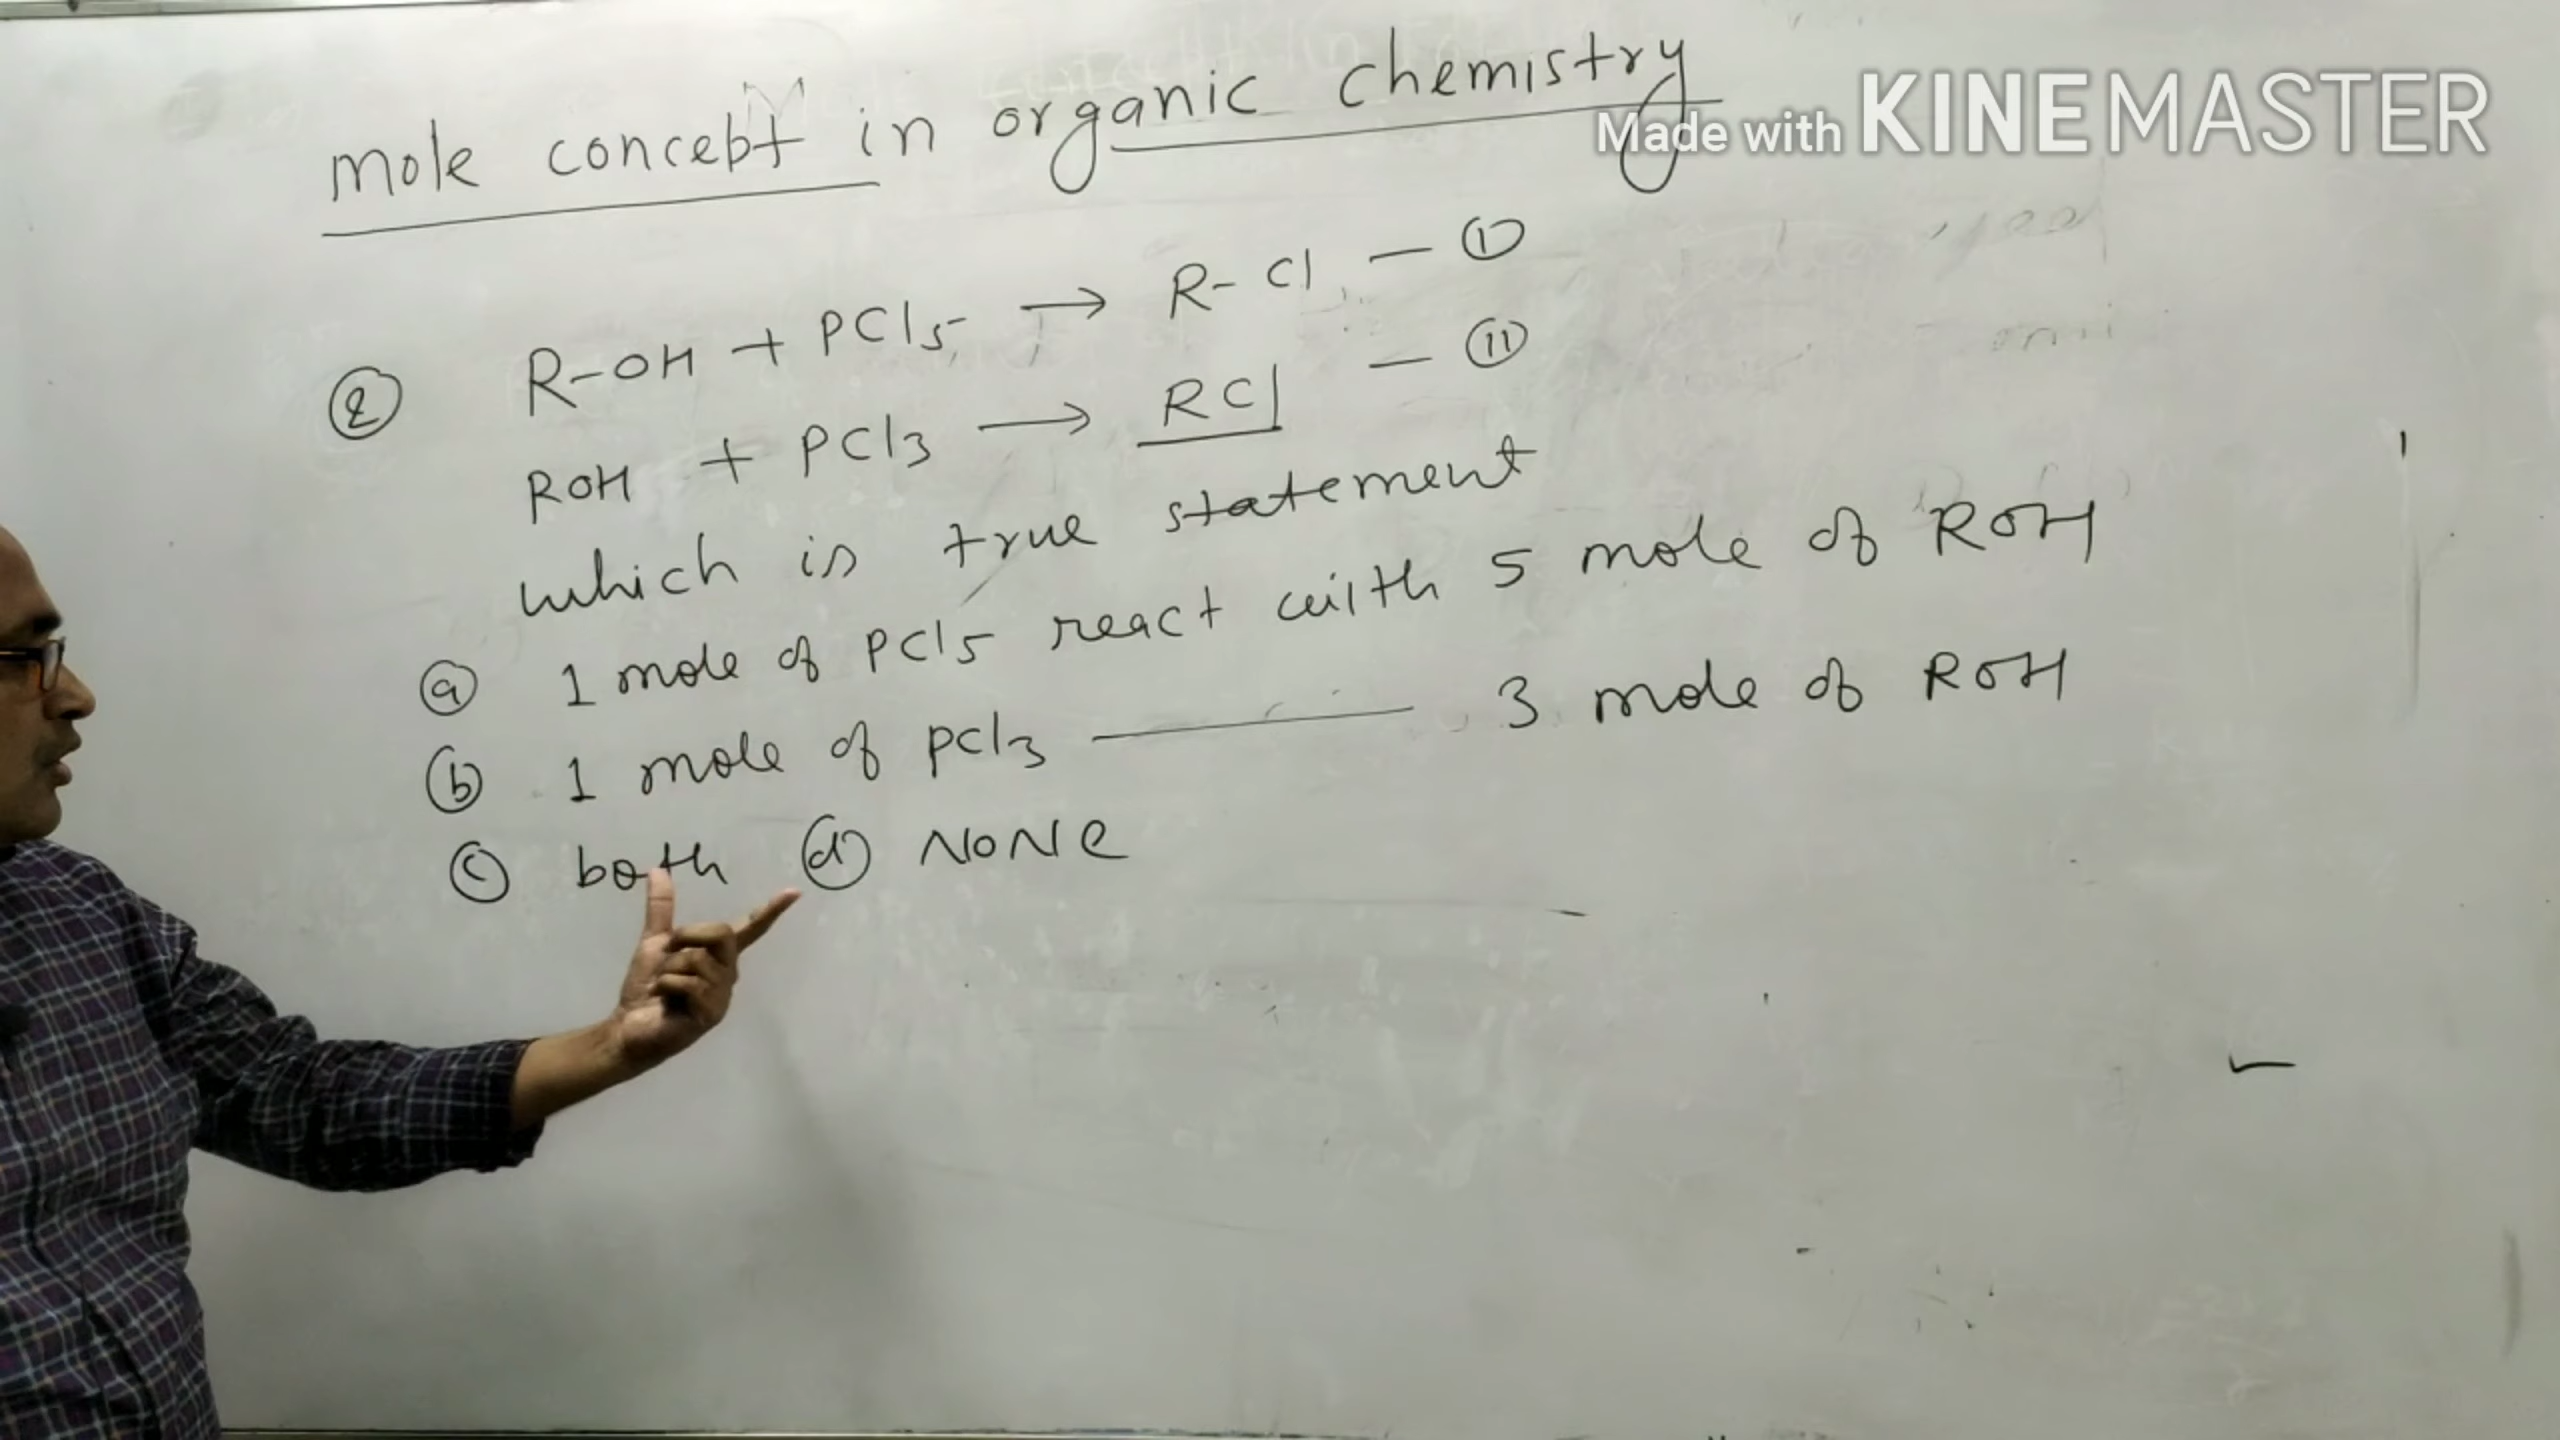 mole concept in organic chemistry
Made with KINEMASTER
② R-OH + PCl5 → R-Cl — ①
ROH + PCl3 → RCl — ⑪
which is true statement
ⓐ 1 mole of PCl5 react with 5 mole of ROH
ⓑ 1 mole of pcl3 ——— 3 mole of ROH
ⓒ both ⓓ NONE